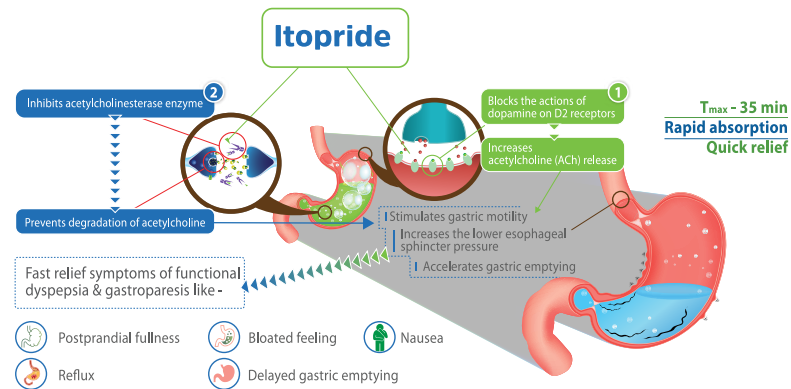 Itopride
2
Inhibits acetylcholinesterase enzyme
Prevents degradation of acetylcholine
1
Blocks the actions of
dopamine on D2 receptors
Increases
acetylcholine (ACh) release
Tmax - 35 min
Rapid absorption
Quick relief
Stimulates gastric motility
Increases the lower esophageal
sphincter pressure
Accelerates gastric emptying
Fast relief symptoms of functional
dyspepsia & gastroparesis like -
Postprandial fullness
Bloated feeling
Nausea
Reflux
Delayed gastric emptying